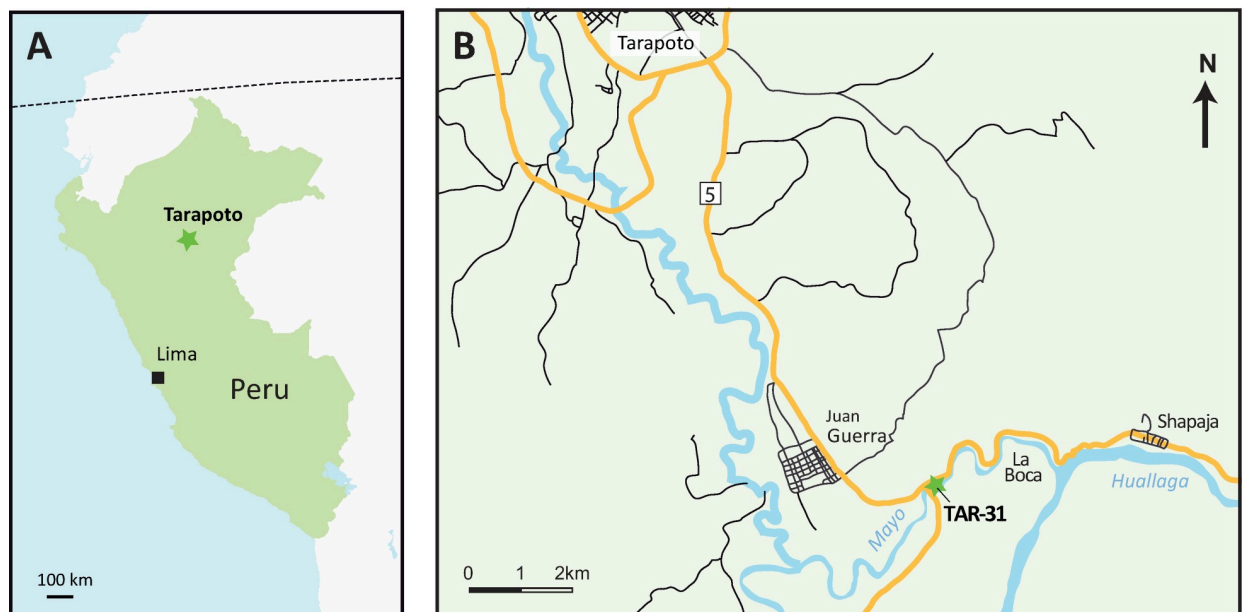 A
Tarapoto
Lima
Peru
100 km
B
Tarapoto
N
5
Juan
Guerra
Shapaja
La
Boca
Huallaga
TAR-31
Mayo
0 1 2km